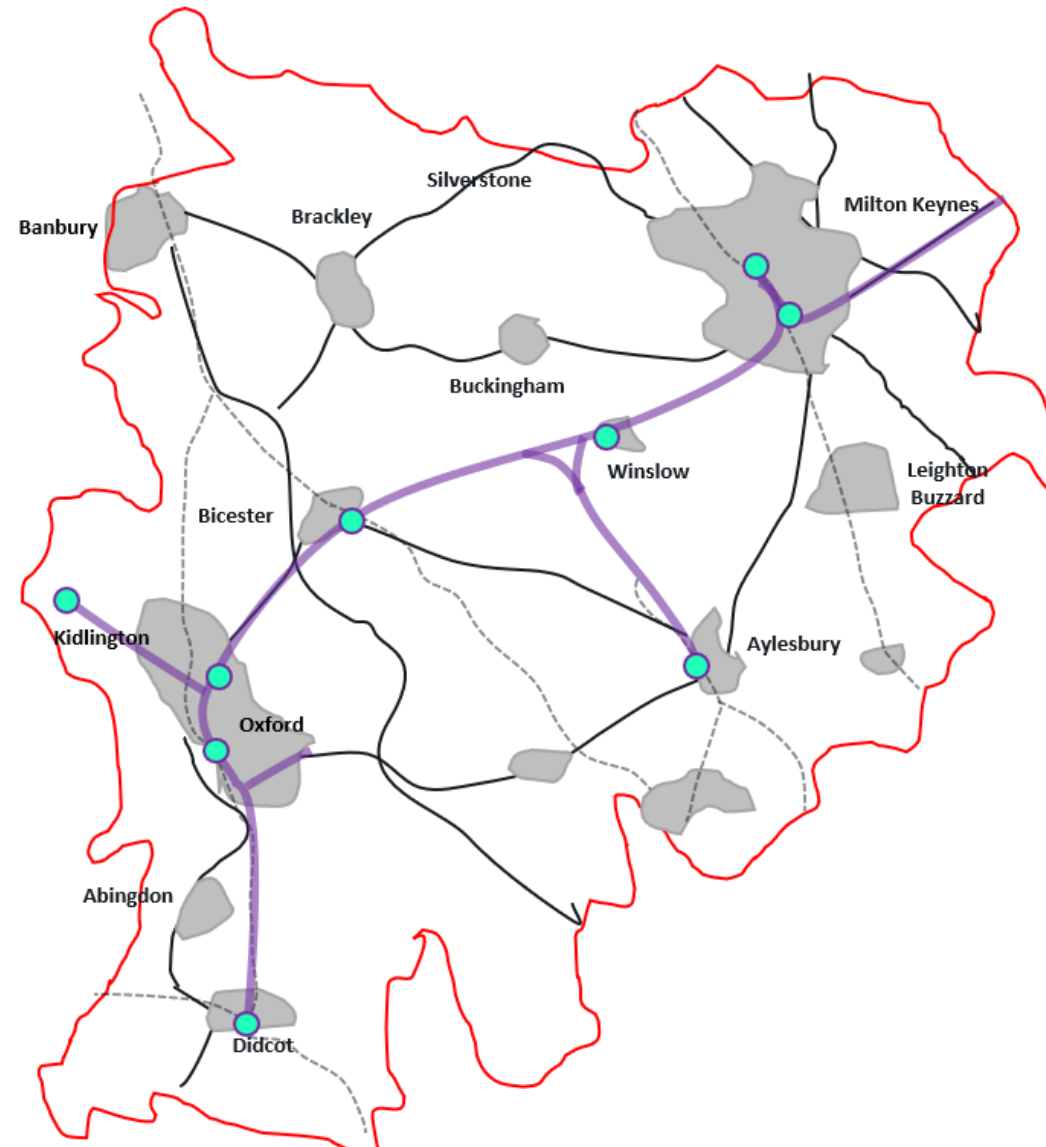 Silverstone
Milton Keynes
Brackley
Banbury
Buckingham
Winslow
Leighton
Buzzard
Bicester
Kidlington
Aylesbury
Oxford
Abingdon
Didcot